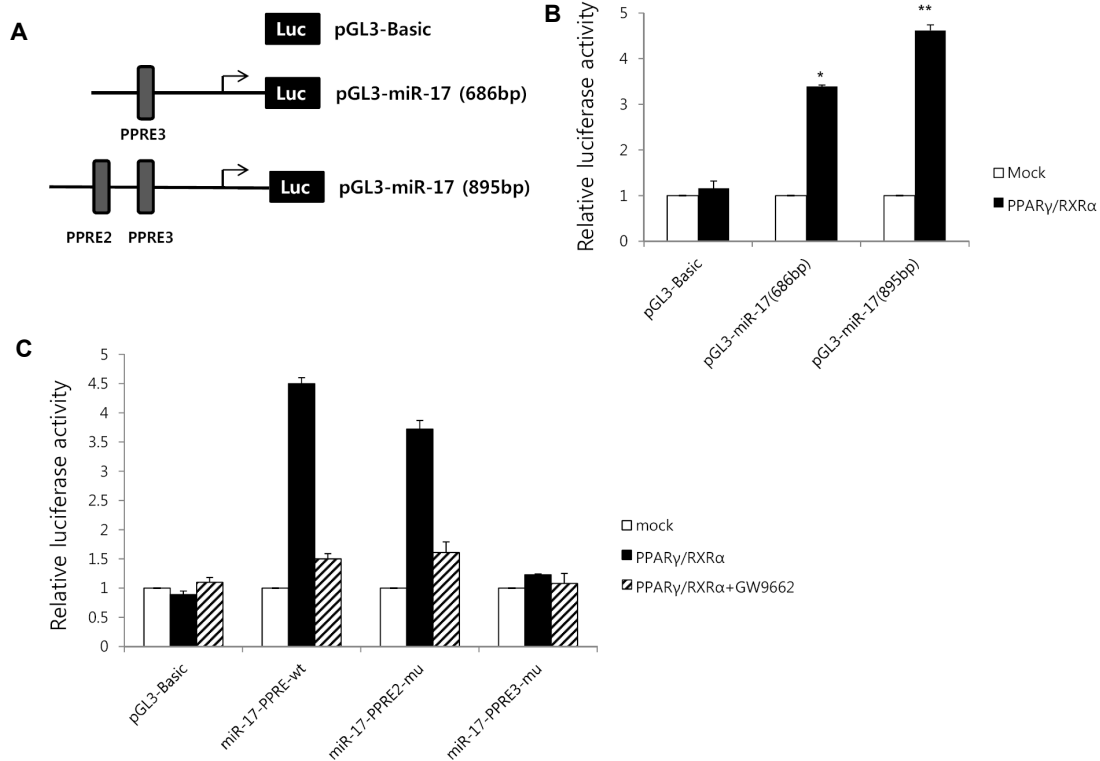 A
Luc pGL3-Basic
Luc pGL3-miR-17 (686bp)
PPRE3
Luc pGL3-miR-17 (895bp)
PPRE2 PPRE3
B
Relative luciferase activity
5
4
3
2
1
0
*
**
pGL3-Basic
pGL3-miR-17(686bp)
pGL3-miR-17(895bp)
Mock
PPARγ/RXRα
C
Relative luciferase activity
5
4.5
4
3.5
3
2.5
2
1.5
1
0.5
0
pGL3-Basic
miR-17-PPRE-wt
miR-17-PPRE2-mu
miR-17-PPRE3-mu
mock
PPARγ/RXRα
PPARγ/RXRα+GW9662